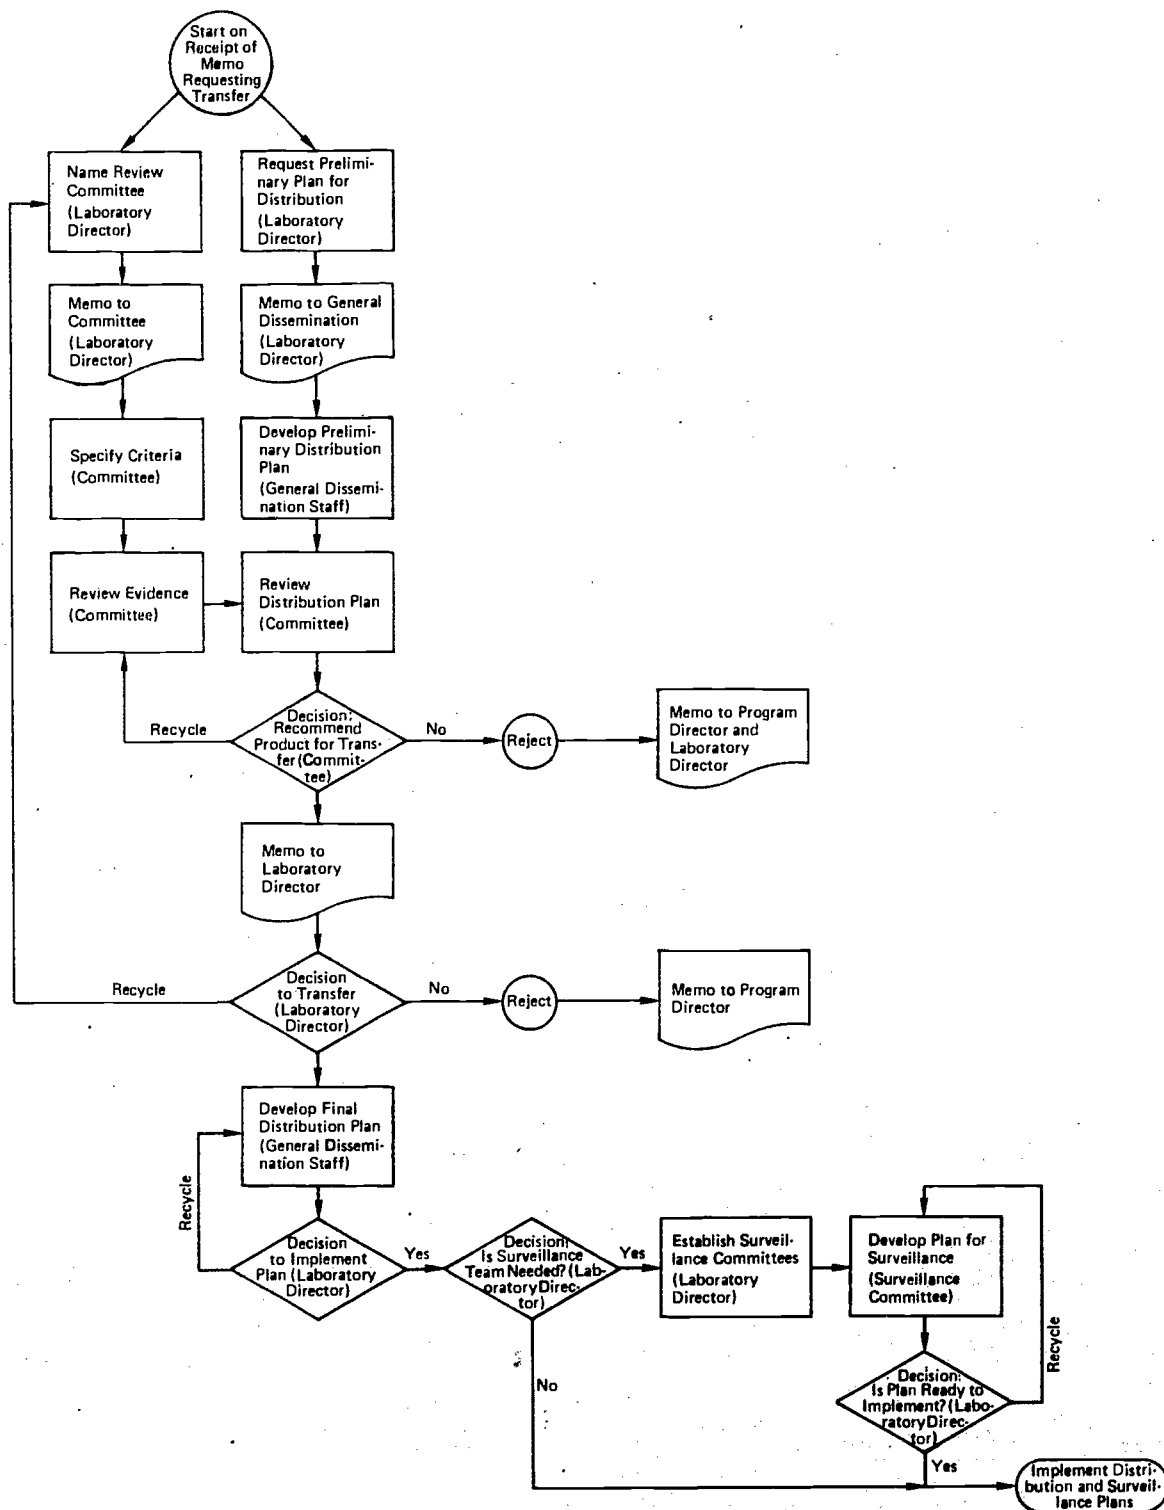 Start on
Receipt of
Memo
Requesting
Transfer
Name Review
Committee
(Laboratory
Director)
Request Prelimi-
nary Plan for
Distribution
(Laboratory
Director)
Memo to
Committee
(Laboratory
Director)
Memo to General
Dissemination
(Laboratory
Director)
Specify Criteria
(Committee)
Develop Prelimi-
nary Distribution
Plan
(General Dissemi-
nation Staff)
Review Evidence
(Committee)
Review
Distribution Plan
(Committee)
Recycle
Decision:
Recommend
Product for Trans-
fer (Commit-
tee)
No
Reject
Memo to Program
Director and
Laboratory
Director
Memo to
Laboratory
Director
Recycle
Decision
to Transfer
(Laboratory
Director)
No
Reject
Memo to Program
Director
Develop Final
Distribution Plan
(General Dissemi-
nation Staff)
Recycle
Decision
to Implement
Plan (Laboratory
Director)
Yes
Decision:
Is Surveillance
Team Needed? (Lab-
oratory Direc-
tor)
Yes
Establish Surveil-
lance Committees
(Laboratory
Director)
Develop Plan for
Surveillance
(Surveillance
Committee)
Recycle
No
Decision:
Is Plan Ready to
Implement? (Labo-
ratory Direc-
tor)
Yes
Implement Distri-
bution and Surveil-
lance Plans